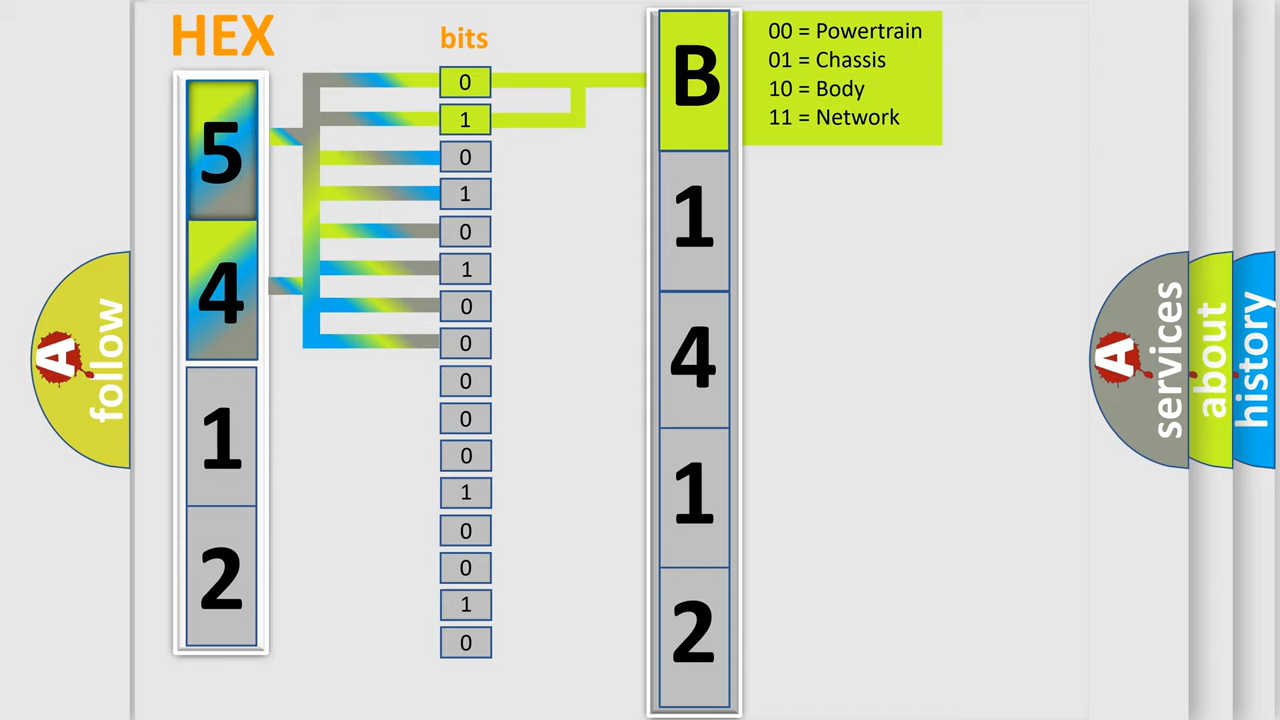 HEX
bits
5
4
1
2
0
1
0
1
0
1
0
0
0
0
0
1
0
0
1
0
B
1
4
1
2
00 = Powertrain
01 = Chassis
10 = Body
11 = Network
A
follow
A
services
about
history